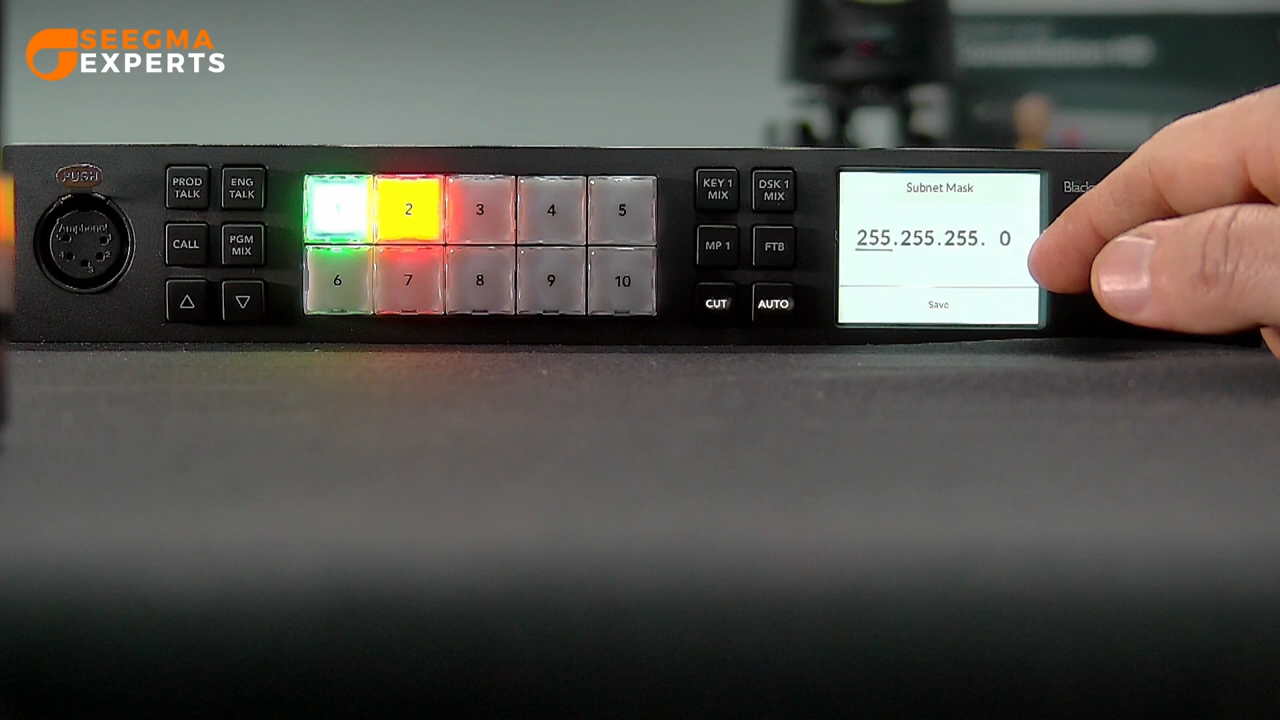 SEEGMA
EXPERTS
PUSH
Amphenol
PROD TALK
ENG TALK
CALL
PGM MIX
1
2
3
4
5
6
7
8
9
10
KEY 1 MIX
DSK 1 MIX
MP 1
FTB
CUT
AUTO
Subnet Mask
255.255.255. 0
Save